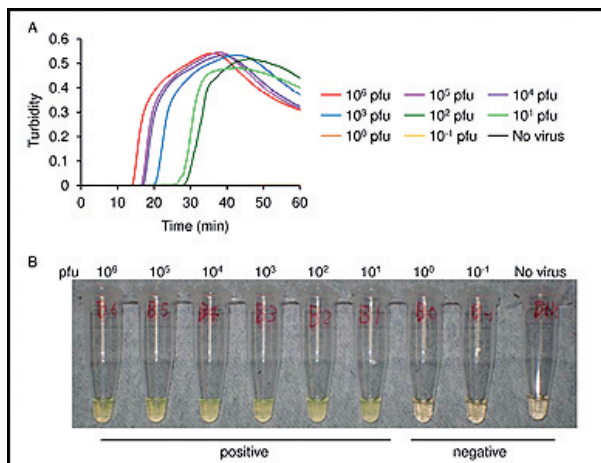 A
0.6
0.5
0.4
0.3
0.2
0.1
0
Turbidity
0 10 20 30 40 50 60
Time (min)
10⁶ pfu 10⁵ pfu 10⁴ pfu
10³ pfu 10² pfu 10¹ pfu
10⁰ pfu 10⁻¹ pfu No virus
B
pfu 10⁶ 10⁵ 10⁴ 10³ 10² 10¹ 10⁰ 10⁻¹ No virus
positive negative